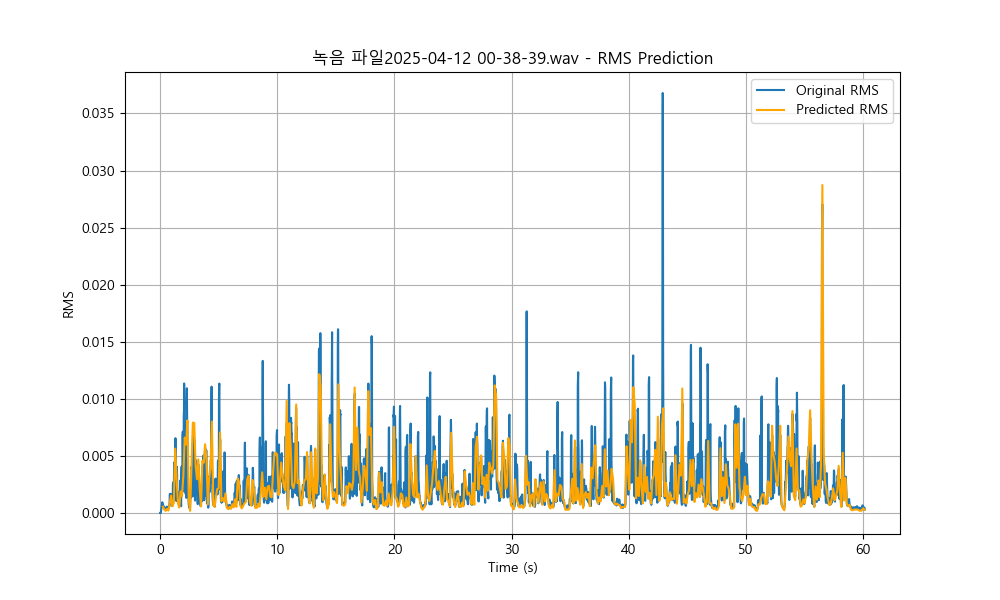 녹음 파일2025-04-12 00-38-39.wav - RMS Prediction
Original RMS
Predicted RMS
RMS
0.035
0.030
0.025
0.020
0.015
0.010
0.005
0.000
0 10 20 30 40 50 60
Time (s)